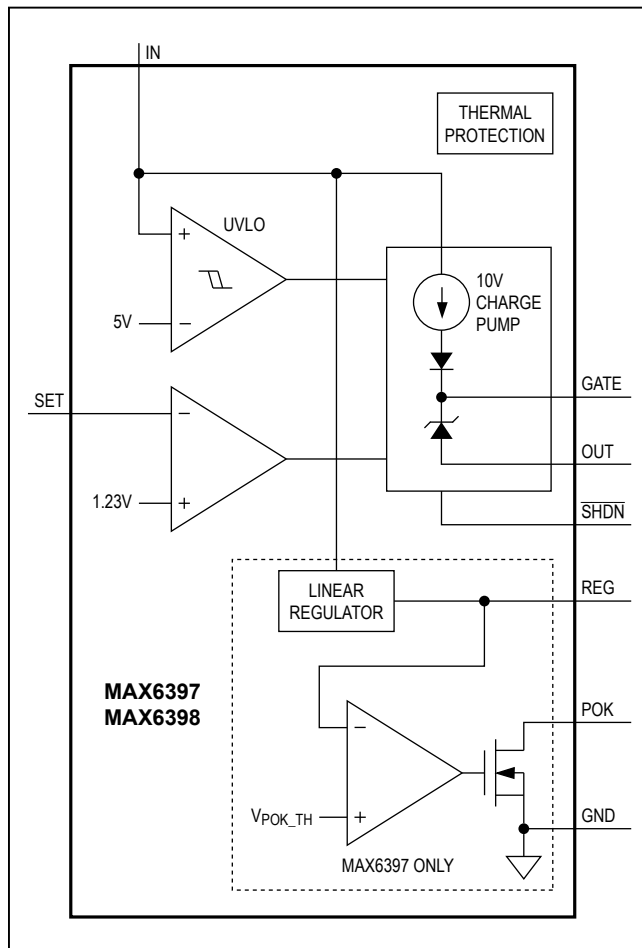 IN
THERMAL
PROTECTION
UVLO
+
5V
−
10V
CHARGE
PUMP
GATE
SET
−
OUT
1.23V
+
SHDN
LINEAR
REGULATOR
REG
MAX6397
MAX6398
−
POK
VPOK_TH
+
GND
MAX6397 ONLY